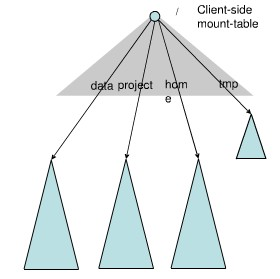 / Client-side
mount-table
data project hom tmp
e